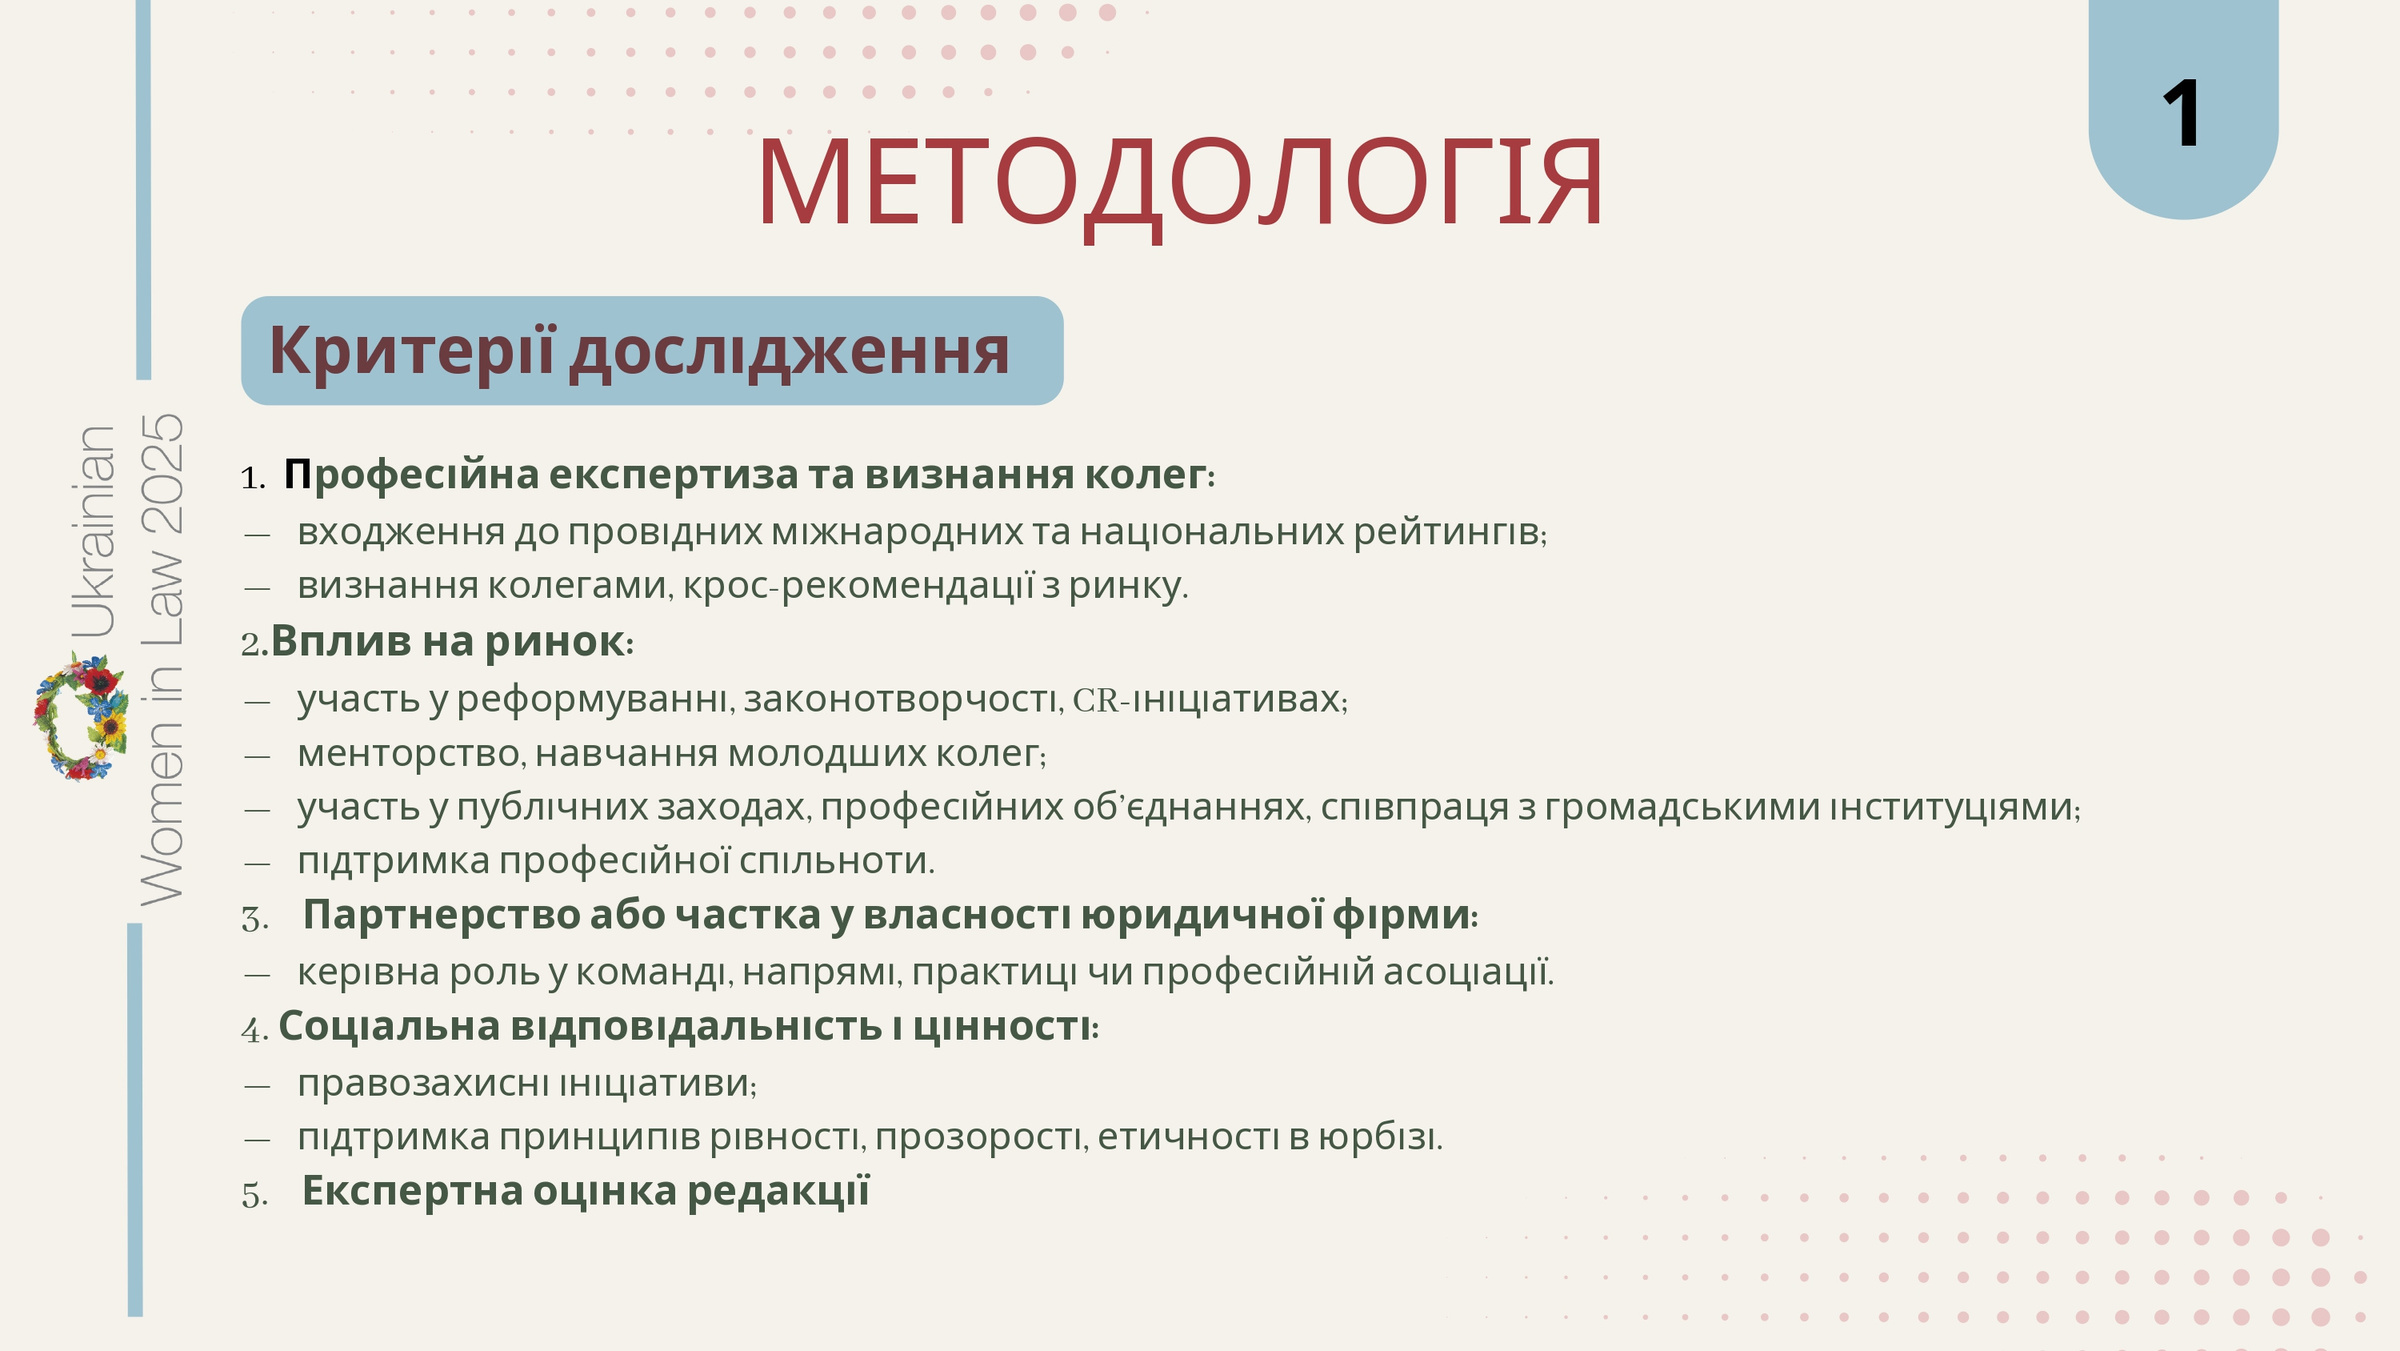 1
МЕТОДОЛОГІЯ
Критерії дослідження
Ukrainian
Women in Law 2025
1. Професійна експертиза та визнання колег:
— входження до провідних міжнародних та національних рейтингів;
— визнання колегами, крос-рекомендації з ринку.
2.Вплив на ринок:
— участь у реформуванні, законотворчості, CR-ініціативах;
— менторство, навчання молодших колег;
— участь у публічних заходах, професійних об’єднаннях, співпраця з громадськими інституціями;
— підтримка професійної спільноти.
3. Партнерство або частка у власності юридичної фірми:
— керівна роль у команді, напрямі, практиці чи професійній асоціації.
4. Соціальна відповідальність і цінності:
— правозахисні ініціативи;
— підтримка принципів рівності, прозорості, етичності в юрбізі.
5. Експертна оцінка редакції